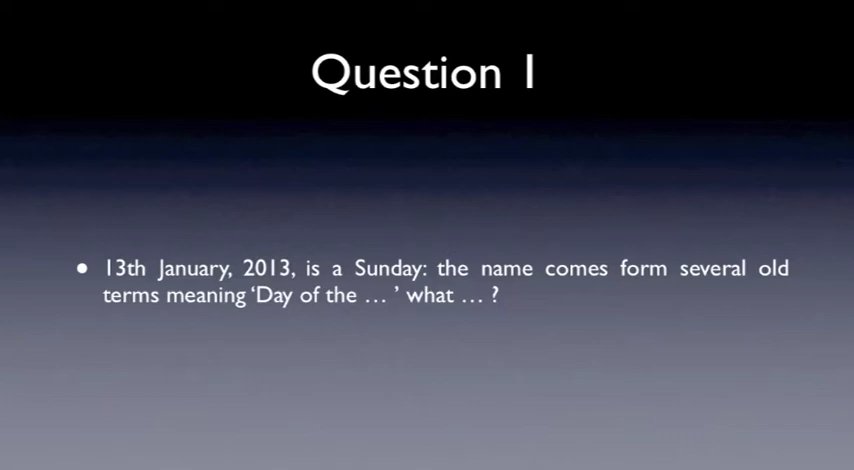 Question 1
• 13th January, 2013, is a Sunday: the name comes form several old
terms meaning ‘Day of the … ’ what … ?